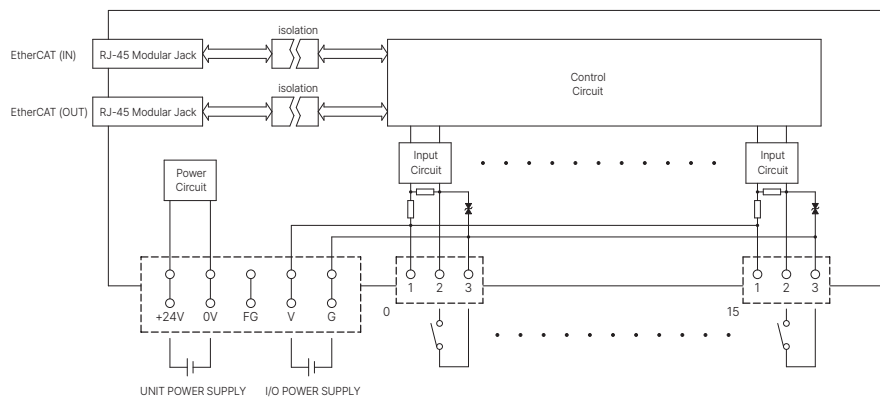 isolation
EtherCAT (IN)
RJ-45 Modular Jack
Control
Circuit
isolation
EtherCAT (OUT)
RJ-45 Modular Jack
Input
Circuit
Input
Circuit
Power
Circuit
1 2 3
1 2 3
+24V 0V FG V G
0
15
UNIT POWER SUPPLY
I/O POWER SUPPLY